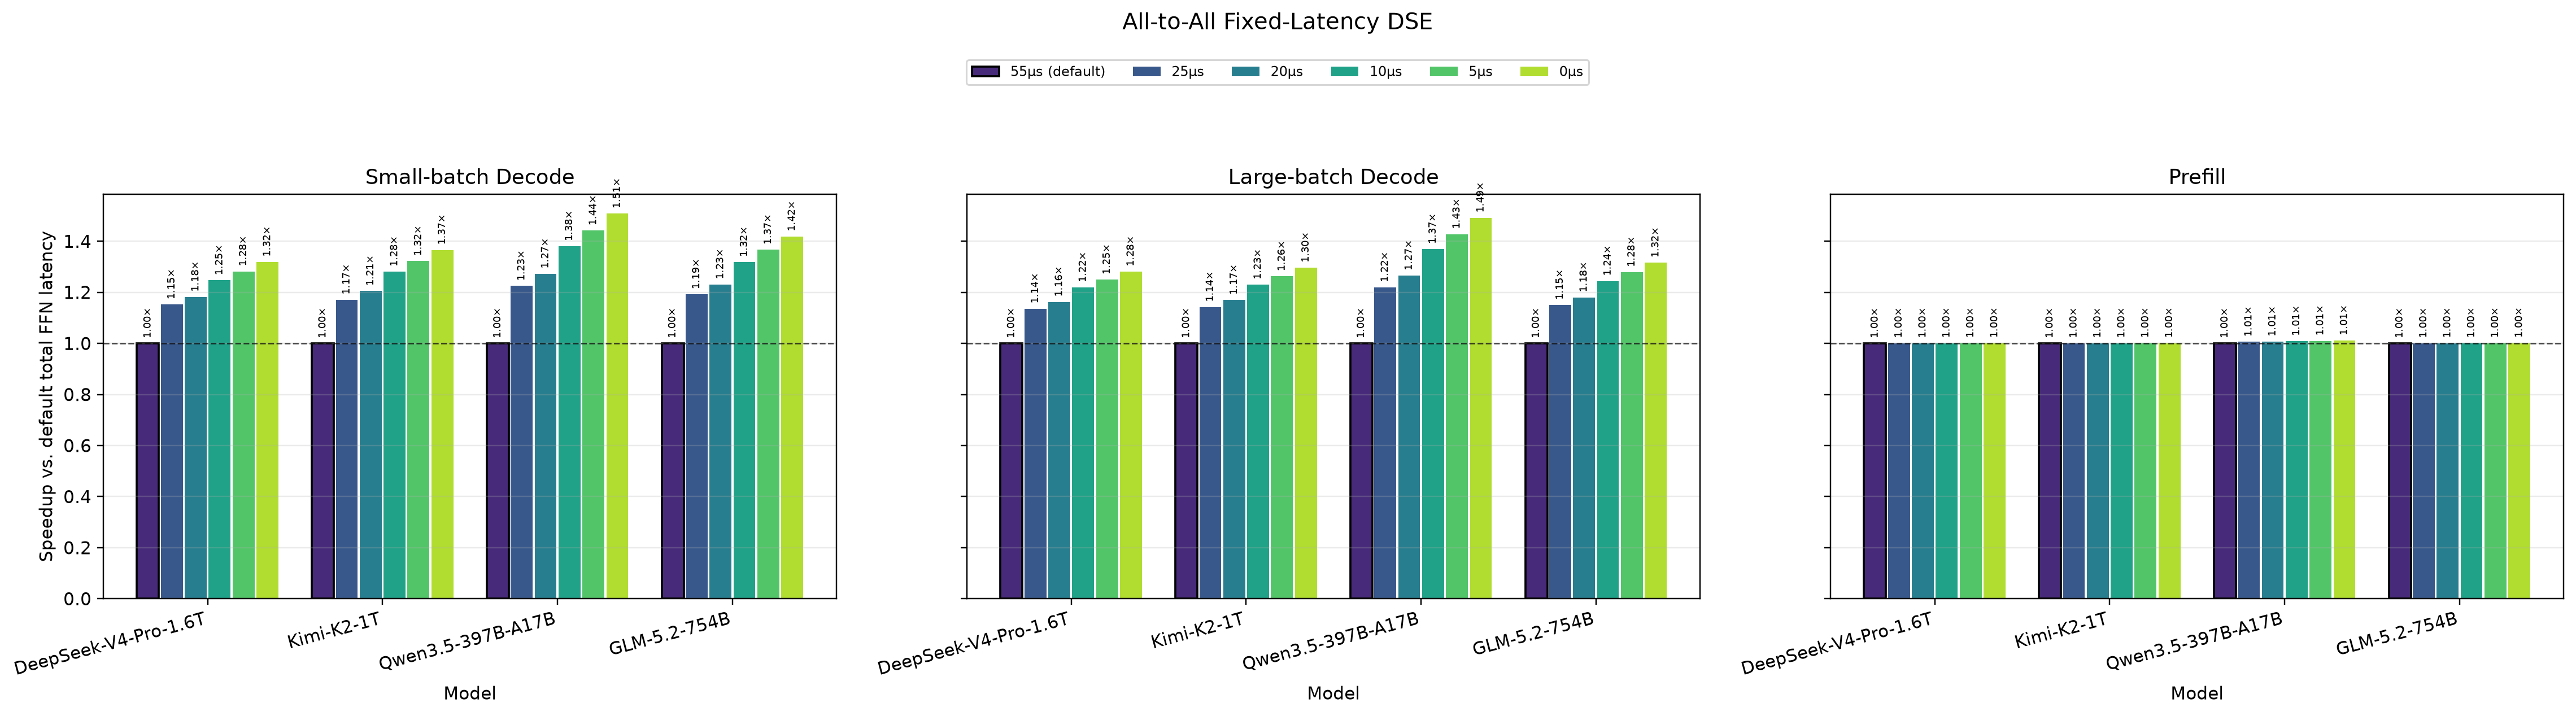 All-to-All Fixed-Latency DSE
55µs (default) 25µs 20µs 10µs 5µs 0µs
Small-batch Decode
Speedup vs. default total FFN latency
1.4
1.2
1.0
0.8
0.6
0.4
0.2
0.0
1.00× 1.15× 1.18× 1.25× 1.28× 1.32×
1.00× 1.17× 1.21× 1.28× 1.32× 1.37×
1.00× 1.23× 1.27× 1.38× 1.44× 1.51×
1.00× 1.19× 1.23× 1.32× 1.37× 1.42×
DeepSeek-V4-Pro-1.6T
Kimi-K2-1T
Qwen3.5-397B-A17B
GLM-5.2-754B
Model
Large-batch Decode
1.00× 1.14× 1.16× 1.22× 1.25× 1.28×
1.00× 1.14× 1.17× 1.23× 1.26× 1.30×
1.00× 1.22× 1.27× 1.37× 1.43× 1.49×
1.00× 1.15× 1.18× 1.24× 1.28× 1.32×
DeepSeek-V4-Pro-1.6T
Kimi-K2-1T
Qwen3.5-397B-A17B
GLM-5.2-754B
Model
Prefill
1.00× 1.00× 1.00× 1.00× 1.00× 1.00×
1.00× 1.00× 1.00× 1.00× 1.00× 1.00×
1.00× 1.01× 1.01× 1.01× 1.01× 1.01×
1.00× 1.00× 1.00× 1.00× 1.00× 1.00×
DeepSeek-V4-Pro-1.6T
Kimi-K2-1T
Qwen3.5-397B-A17B
GLM-5.2-754B
Model